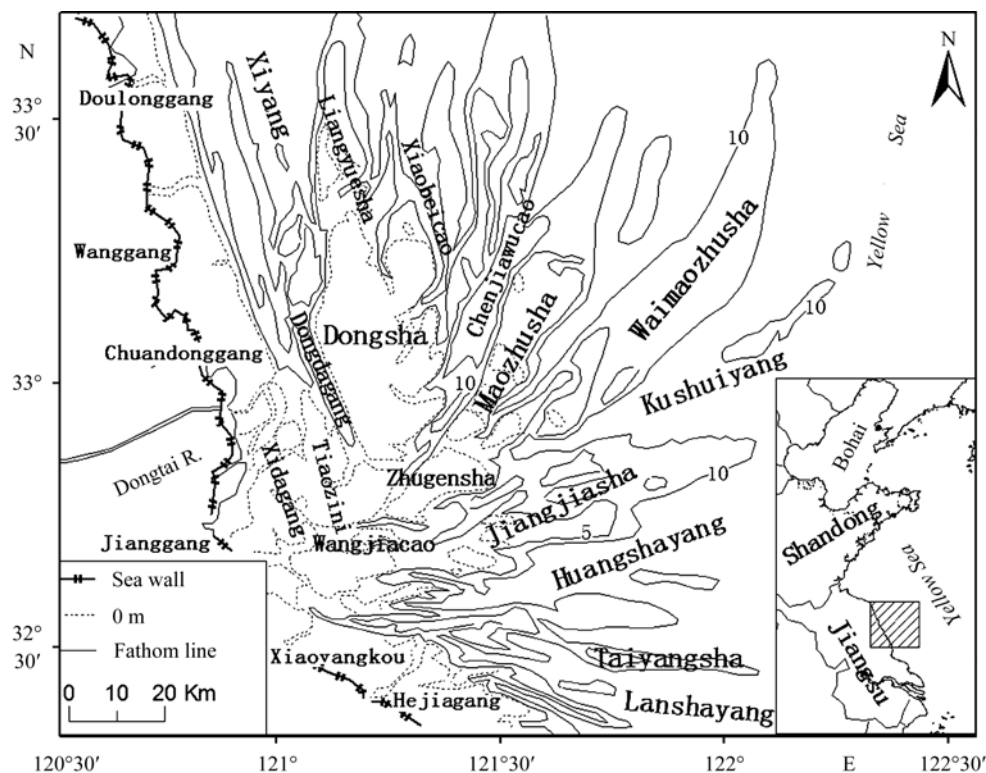 N
33°
30′
33°
32°
30′
120°30′
121°
121°30′
122°
E
122°30′
N
Doulonggang
Xiyang
Liangyuesha
Xiaobeicao
10
Sea
Yellow
Wanggang
Chenjiawucao
Waimaozhusha
Dongdagang
Dongsha
Maozhusha
10
Chuandonggang
10
Kushuiyang
Dongtai R.
Xidagang
Tiaozini
Zhugensha
Jiangjiasha
10
Jianggang
Wangjiacao
5
Huangshayang
Xiaoyangkou
Taiyangsha
Hejiagang
Lanshayang
Sea wall
0 m
Fathom line
0 10 20 Km
Bohai
Shandong
Yellow Sea
Jiangsu